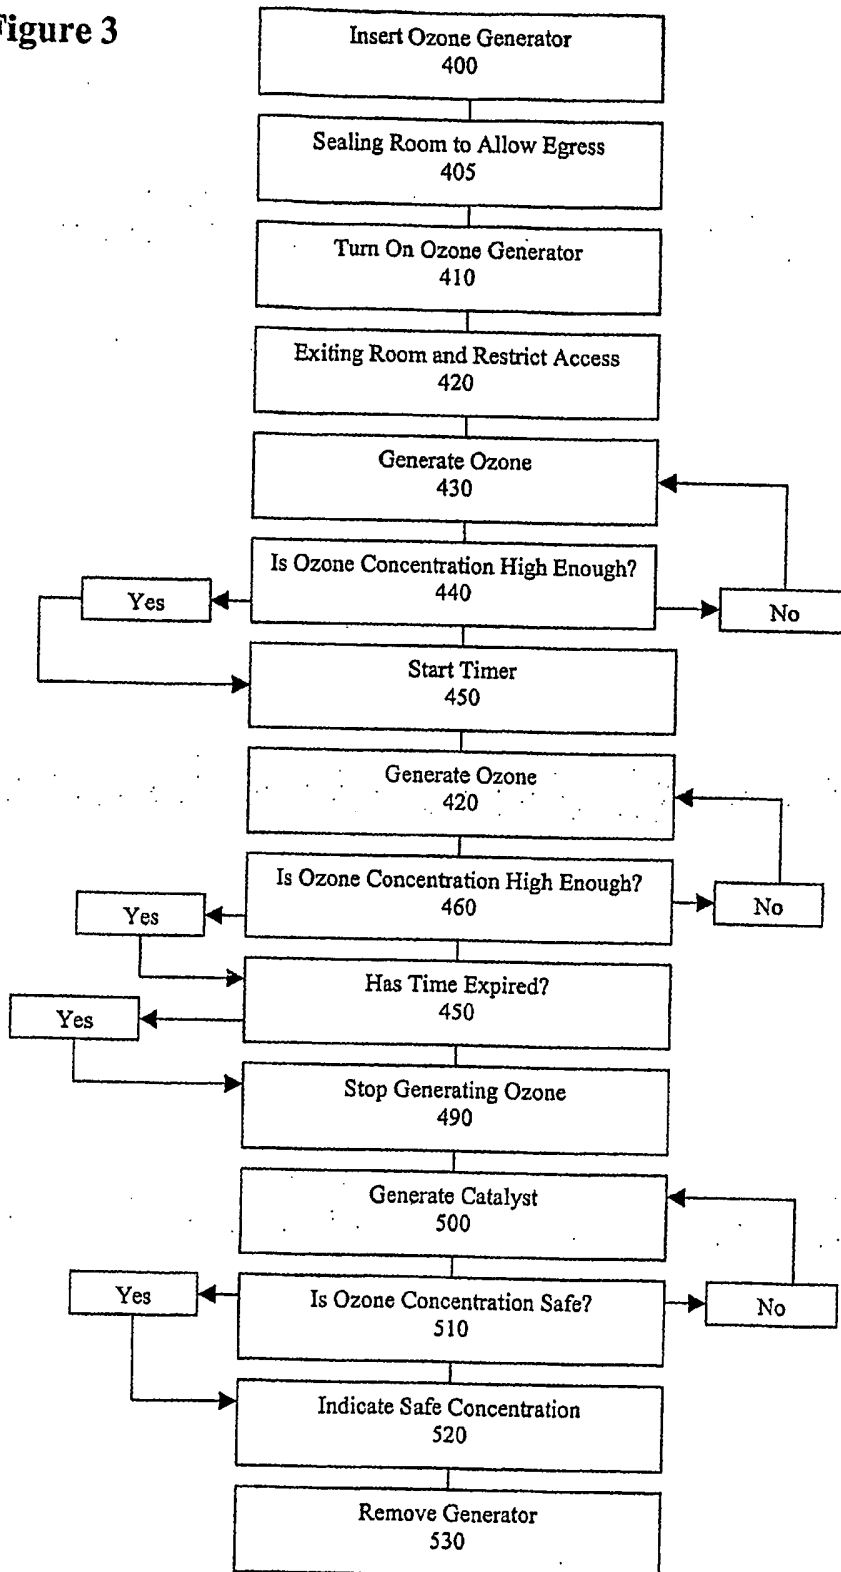 Figure 3
Insert Ozone Generator
400
Sealing Room to Allow Egress
405
Turn On Ozone Generator
410
Exiting Room and Restrict Access
420
Generate Ozone
430
Is Ozone Concentration High Enough?
440
Yes
No
Start Timer
450
Generate Ozone
420
Is Ozone Concentration High Enough?
460
Yes
No
Has Time Expired?
450
Yes
Stop Generating Ozone
490
Generate Catalyst
500
Is Ozone Concentration Safe?
510
Yes
No
Indicate Safe Concentration
520
Remove Generator
530